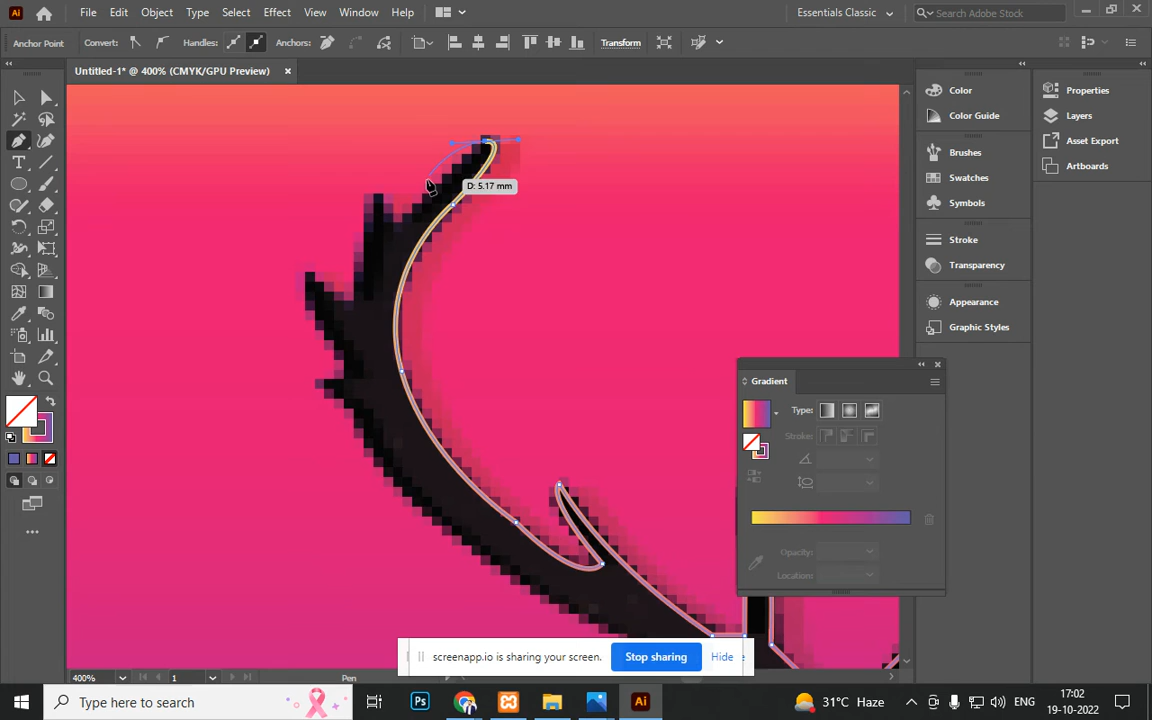 Ai File Edit Object Type Select Effect View Window Help Essentials Classic Search Adobe Stock
Anchor Point Convert: Handles: Anchors: Transform
Untitled-1* @ 400% (CMYK/GPU Preview) ×
Color Properties
Color Guide Layers
Asset Export
Brushes Artboards
Swatches
Symbols
Stroke
Transparency
Appearance
Graphic Styles
D: 5.17 mm
Gradient
Type:
Stroke:
Opacity:
Location:
screenapp.io is sharing your screen. Stop sharing Hide
400% 1 Pen
Type here to search Ps Ai 31°C Haze ENG 17:02
19-10-2022